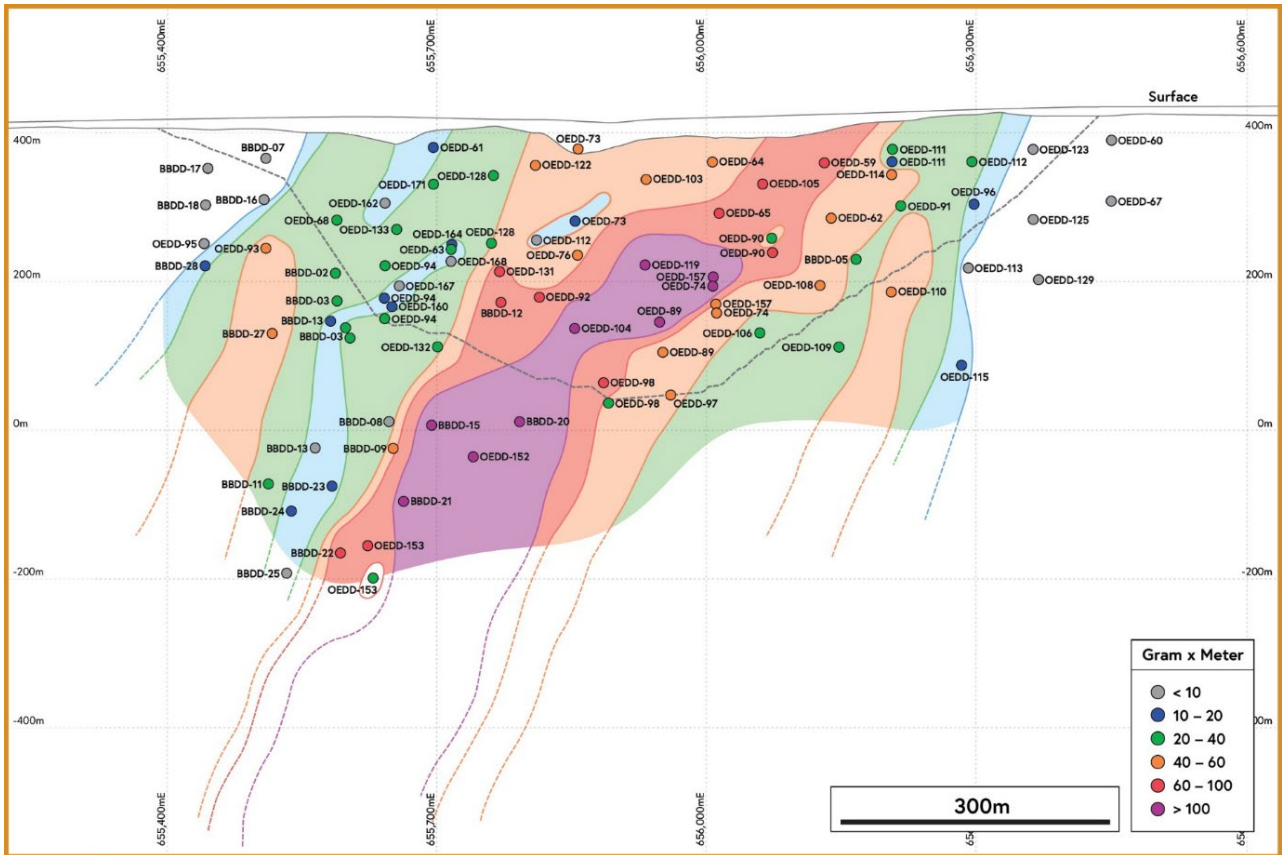 655,400mE
655,700mE
656,000mE
656,300mE
656,600mE
Surface
400m
400m
OEDD-73
BBDD-07
OEDD-61
OEDD-111
OEDD-60
OEDD-123
OEDD-111
OEDD-112
BBDD-17
OEDD-122
OEDD-64
OEDD-59
OEDD-114
OEDD-128
OEDD-171
OEDD-103
OEDD-105
OEDD-96
BBDD-18
BBDD-16
OEDD-162
OEDD-91
OEDD-67
OEDD-68
OEDD-133
OEDD-73
OEDD-65
OEDD-62
OEDD-125
OEDD-164
OEDD-128
OEDD-95
OEDD-93
OEDD-63
OEDD-112
OEDD-90
OEDD-76
OEDD-90
BBDD-28
OEDD-94
OEDD-168
OEDD-119
BBDD-05
OEDD-113
BBDD-02
OEDD-131
OEDD-157
200m
200m
OEDD-129
OEDD-167
OEDD-74
OEDD-108
OEDD-110
BBDD-03
OEDD-94
OEDD-92
OEDD-160
BBDD-12
OEDD-157
OEDD-89
OEDD-74
BBDD-13
OEDD-94
OEDD-104
BBDD-27
BBDD-03
OEDD-106
OEDD-132
OEDD-89
OEDD-109
OEDD-115
OEDD-98
OEDD-98
OEDD-97
0m
0m
BBDD-08
BBDD-15
BBDD-20
BBDD-13
BBDD-09
OEDD-152
BBDD-11
BBDD-23
BBDD-21
BBDD-24
BBDD-22
OEDD-153
BBDD-25
-200m
-200m
OEDD-153
-400m
00m
Gram x Meter
< 10
10 – 20
20 – 40
40 – 60
60 – 100
> 100
300m
655,400mE
655,700mE
656,000mE